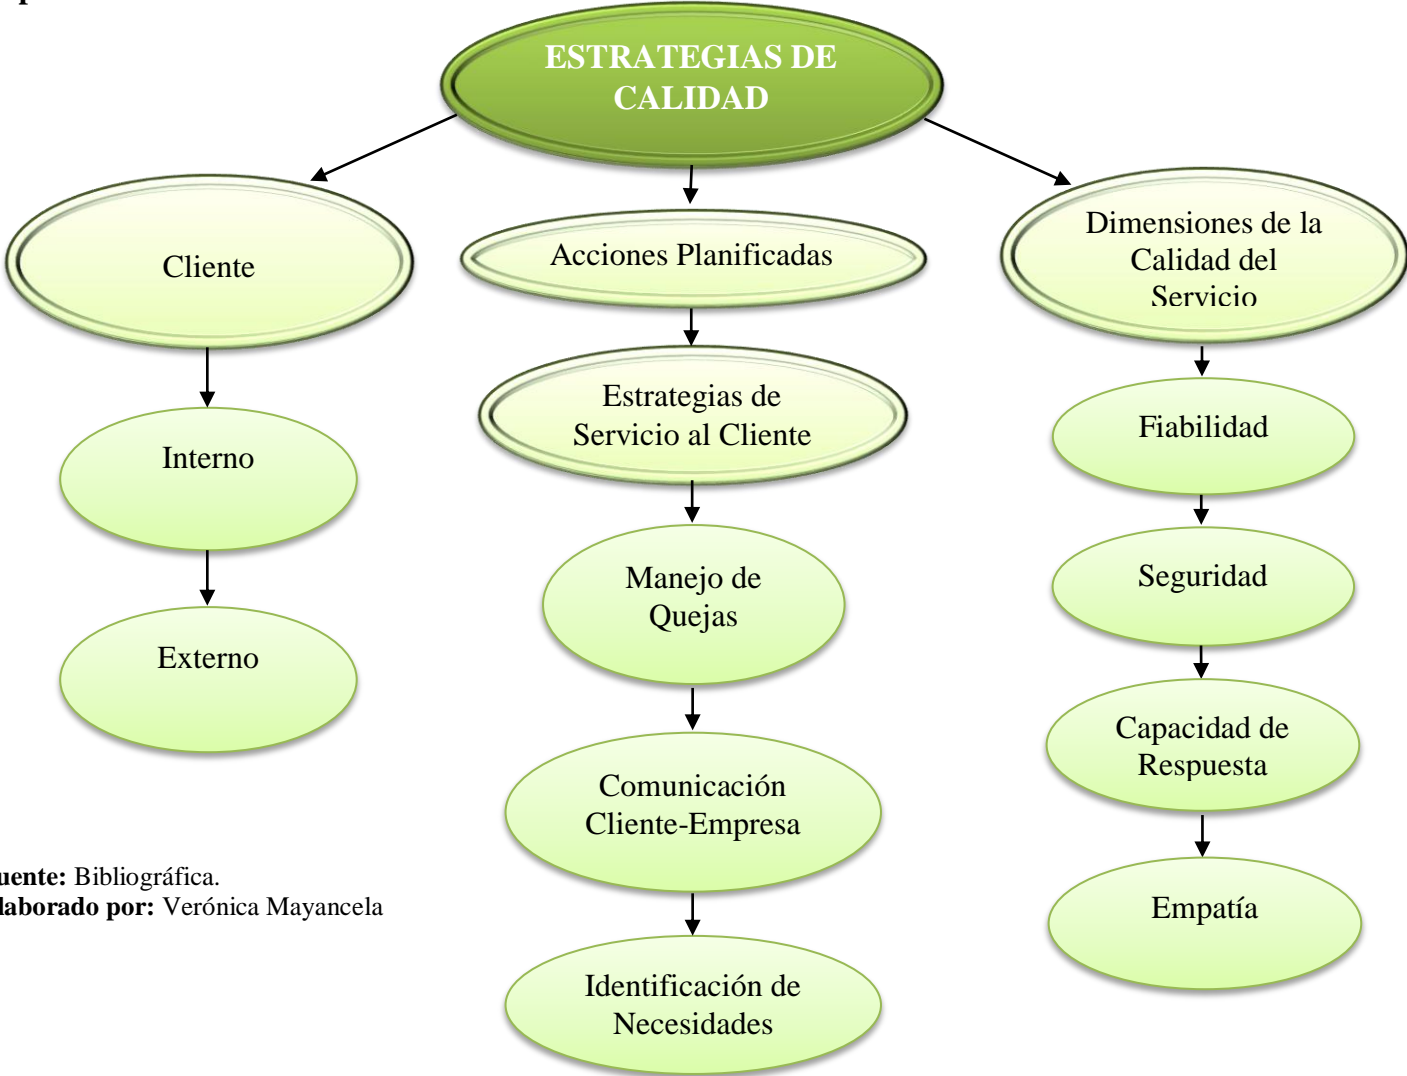 ESTRATEGIAS DE
CALIDAD
Cliente
Interno
Externo
Acciones Planificadas
Estrategias de
Servicio al Cliente
Manejo de
Quejas
Comunicación
Cliente-Empresa
Identificación de
Necesidades
Dimensiones de la
Calidad del
Servicio
Fiabilidad
Seguridad
Capacidad de
Respuesta
Empatía
uente: Bibliográfica.
laborado por: Verónica Mayancela